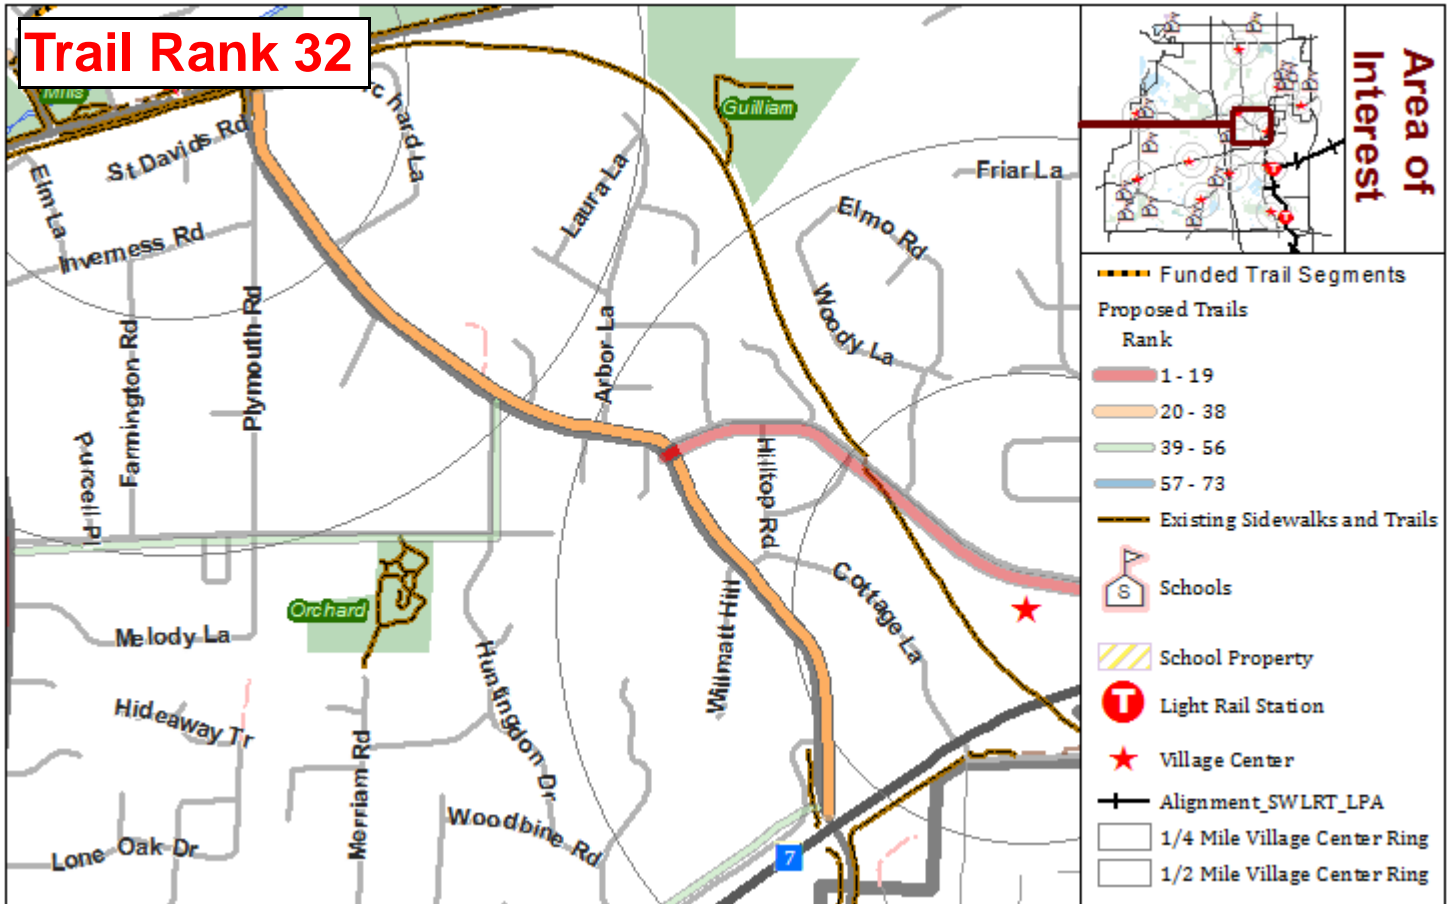 Trail Rank 32
Mills
St Davids Rd
Elm La
Inverness Rd
Farmington Rd
Plymouth Rd
Purcell Pl
Laura La
Arbor La
Guilliam
Friar La
Elmo Rd
Woody La
Hilltop Rd
Cottage La
Willmatt Hill
Orchard
Melody La
Hideaway Tr
Huntingdon Dr
Merriam Rd
Woodbine Rd
Lone Oak Dr
7
Area of
Interest
Funded Trail Segments
Proposed Trails
Rank
1 - 19
20 - 38
39 - 56
57 - 73
Existing Sidewalks and Trails
S
Schools
School Property
T
Light Rail Station
Village Center
Alignment_SWLRT_LPA
1/4 Mile Village Center Ring
1/2 Mile Village Center Ring